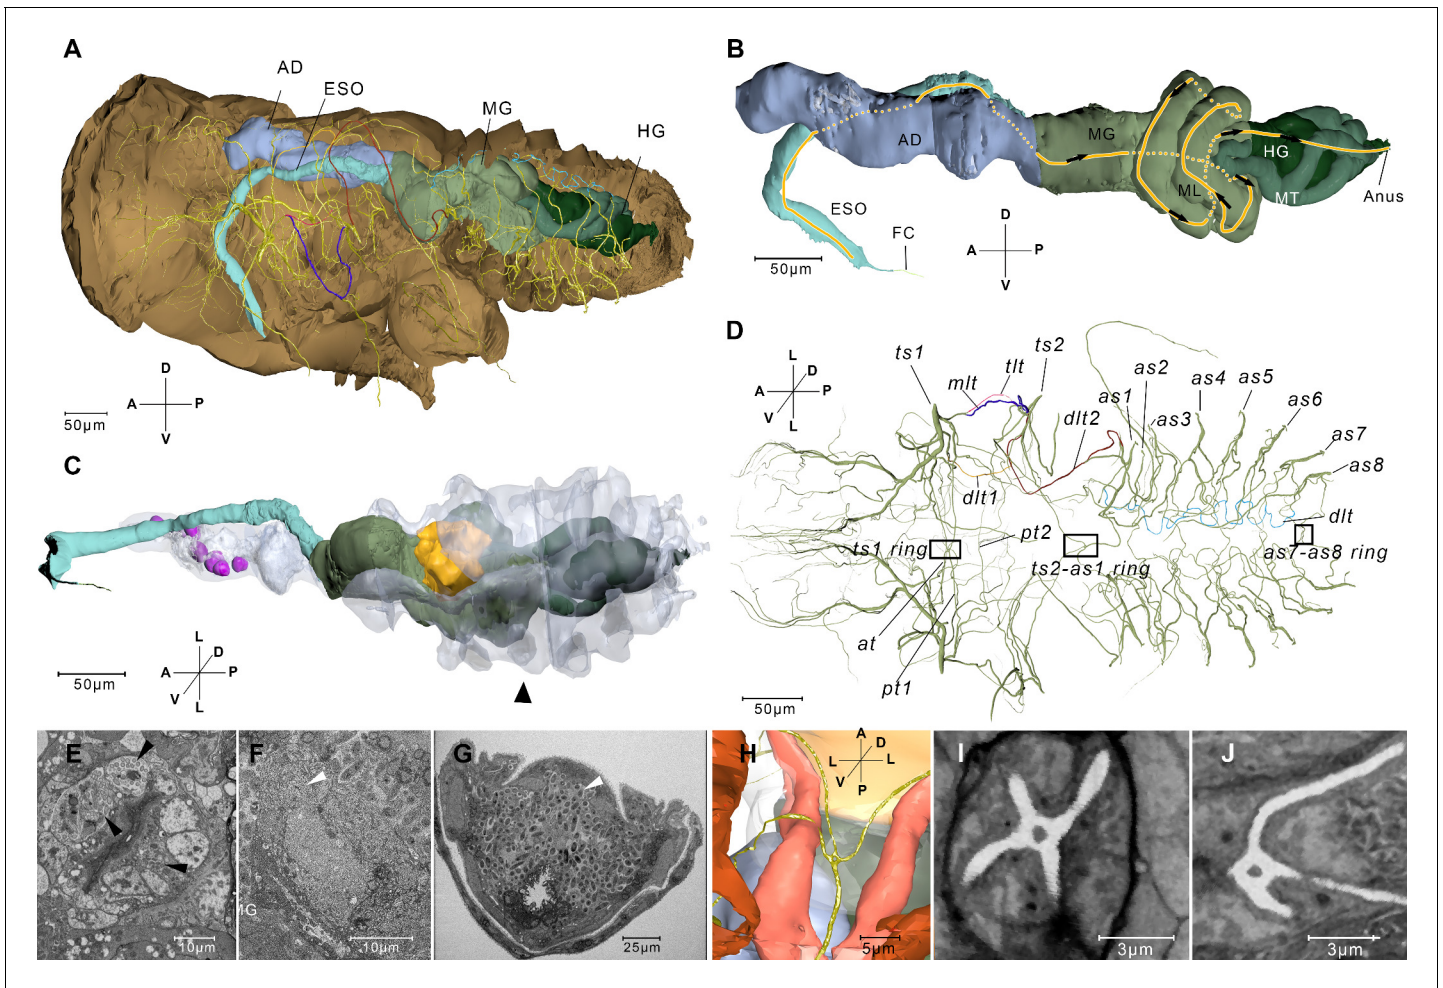 A
AD
ESO
MG
HG
D
A P
V
50µm
B
AD
MG
ML
HG
MT
Anus
ESO
FC
D
A P
V
50µm
C
L
D
A P
V
L
50µm
D
L
D
A P
V
L
ts1
mlt
tlt
ts2
dlt2
as1
as2
as3
as4
as5
as6
as7
as8
dlt1
dlt
ts1 ring
pt2
ts2-as1 ring
as7-as8 ring
at
pt1
50µm
E
10µm
F
MG
10µm
G
25µm
H
A
D
L L
V
P
5µm
I
3µm
J
3µm